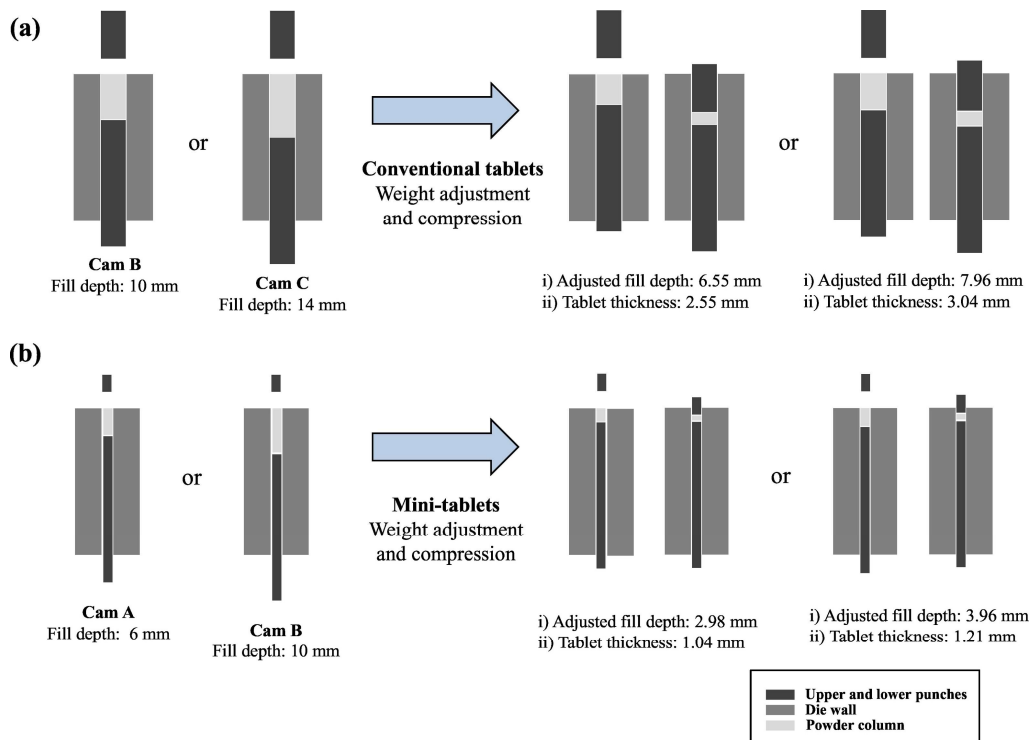 (a)
or
Conventional tablets
Weight adjustment
and compression
or
Cam B
Fill depth: 10 mm
Cam C
Fill depth: 14 mm
i) Adjusted fill depth: 6.55 mm
ii) Tablet thickness: 2.55 mm
i) Adjusted fill depth: 7.96 mm
ii) Tablet thickness: 3.04 mm
(b)
or
Mini-tablets
Weight adjustment
and compression
or
Cam A
Fill depth: 6 mm
Cam B
Fill depth: 10 mm
i) Adjusted fill depth: 2.98 mm
ii) Tablet thickness: 1.04 mm
i) Adjusted fill depth: 3.96 mm
ii) Tablet thickness: 1.21 mm
Upper and lower punches
Die wall
Powder column